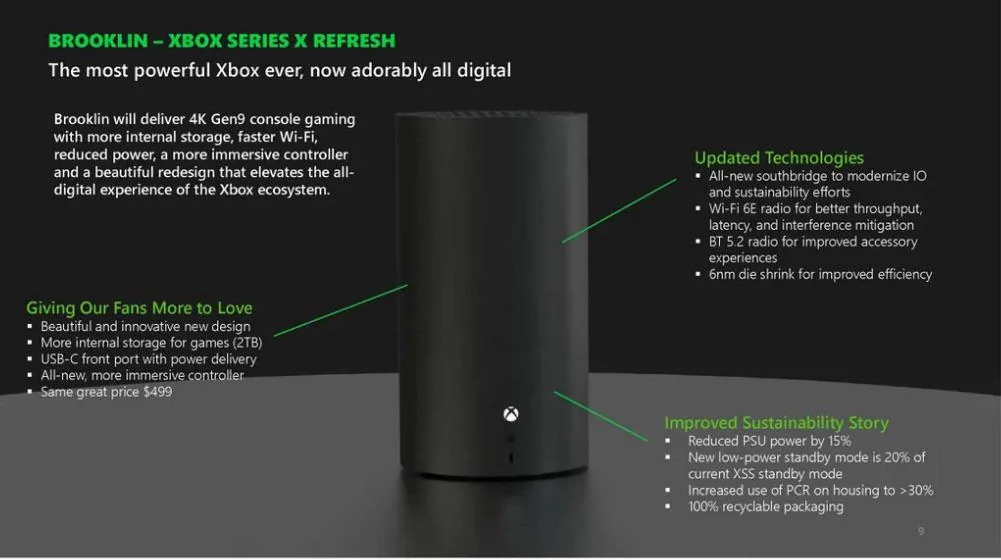 BROOKLIN – XBOX SERIES X REFRESH
The most powerful Xbox ever, now adorably all digital
Brooklin will deliver 4K Gen9 console gaming
with more internal storage, faster Wi-Fi,
reduced power, a more immersive controller
and a beautiful redesign that elevates the all-
digital experience of the Xbox ecosystem.
Updated Technologies
▪ All-new southbridge to modernize IO
and sustainability efforts
▪ Wi-Fi 6E radio for better throughput,
latency, and interference mitigation
▪ BT 5.2 radio for improved accessory
experiences
▪ 6nm die shrink for improved efficiency
Giving Our Fans More to Love
▪ Beautiful and innovative new design
▪ More internal storage for games (2TB)
▪ USB-C front port with power delivery
▪ All-new, more immersive controller
▪ Same great price $499
Improved Sustainability Story
▪ Reduced PSU power by 15%
▪ New low-power standby mode is 20% of
current XSS standby mode
▪ Increased use of PCR on housing to >30%
▪ 100% recyclable packaging
9